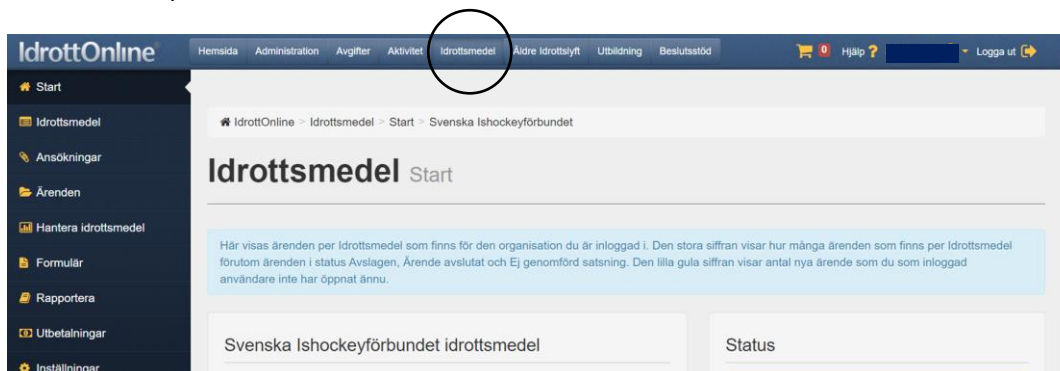 IdrottOnline
Hemsida Administration Avgifter Aktivitet Idrottsmedel Äldre Idrottslyft Utbildning Beslutsstöd 0 Hjälp ? Logga ut
Start
Idrottsmedel
Ansökningar
Ärenden
Hantera idrottsmedel
Formulär
Rapportera
Utbetalningar
Inställningar
IdrottOnline > Idrottsmedel > Start > Svenska Ishockeyförbundet
Idrottsmedel Start
Här visas ärenden per Idrottsmedel som finns för den organisation du är inloggad i. Den stora siffran visar hur många ärenden som finns per Idrottsmedel
förutom ärenden i status Avslagen, Ärende avslutat och Ej genomförd satsning. Den lilla gula siffran visar antal nya ärende som du som inloggad
användare inte har öppnat ännu.
Svenska Ishockeyförbundet idrottsmedel
Status